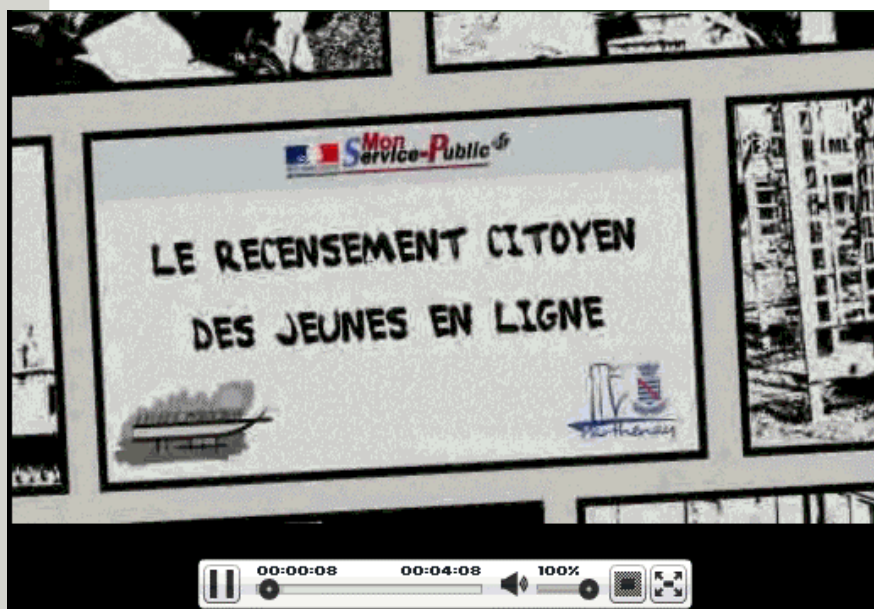 Mon
Service-Public.fr
LE RECENSEMENT CITOYEN
DES JEUNES EN LIGNE
Parthenay
00:00:08
00:04:08
100%